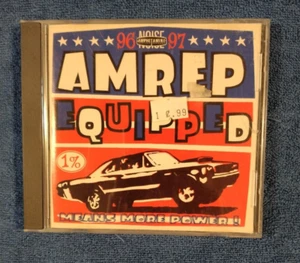 96 NOISE 97
AMREP
EQUIPPED
1%
"MEANS MORE POWER!"